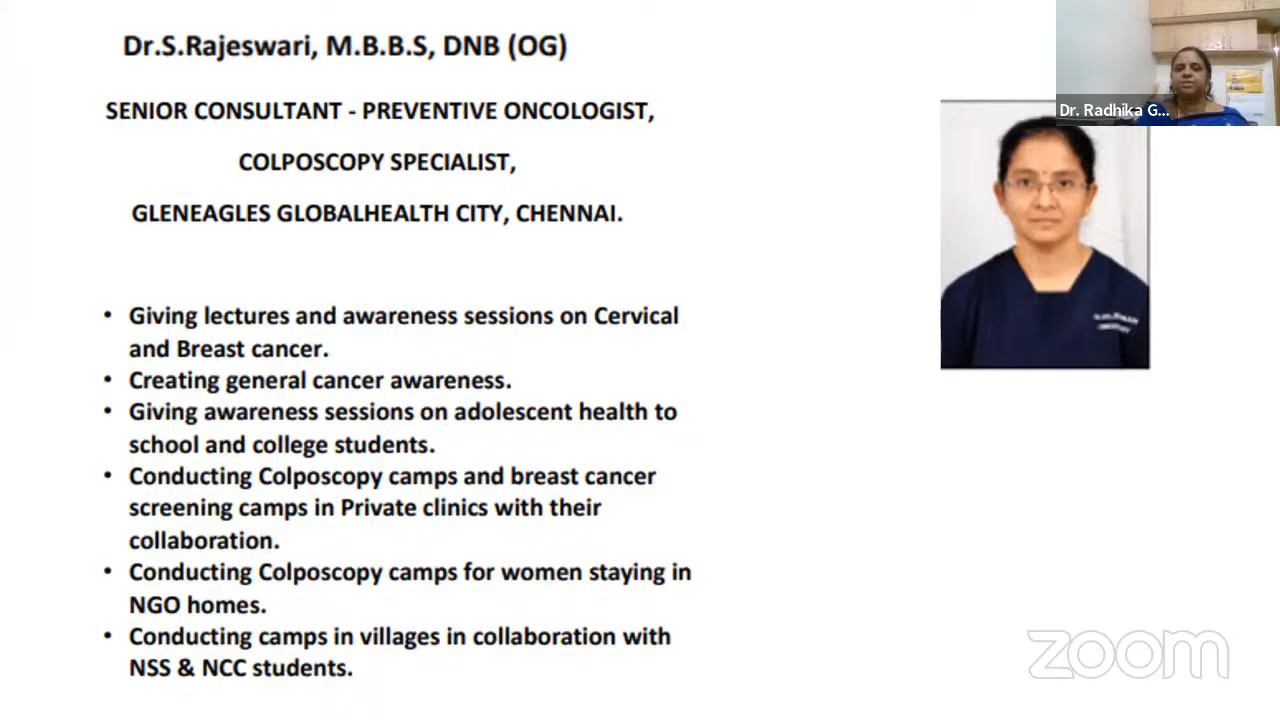 Dr.S.Rajeswari, M.B.B.S, DNB (OG)
SENIOR CONSULTANT - PREVENTIVE ONCOLOGIST,
COLPOSCOPY SPECIALIST,
GLENEAGLES GLOBALHEALTH CITY, CHENNAI.
Dr. Radhika G...
• Giving lectures and awareness sessions on Cervical
and Breast cancer.
• Creating general cancer awareness.
• Giving awareness sessions on adolescent health to
school and college students.
• Conducting Colposcopy camps and breast cancer
screening camps in Private clinics with their
collaboration.
• Conducting Colposcopy camps for women staying in
NGO homes.
• Conducting camps in villages in collaboration with
NSS & NCC students.
zoom